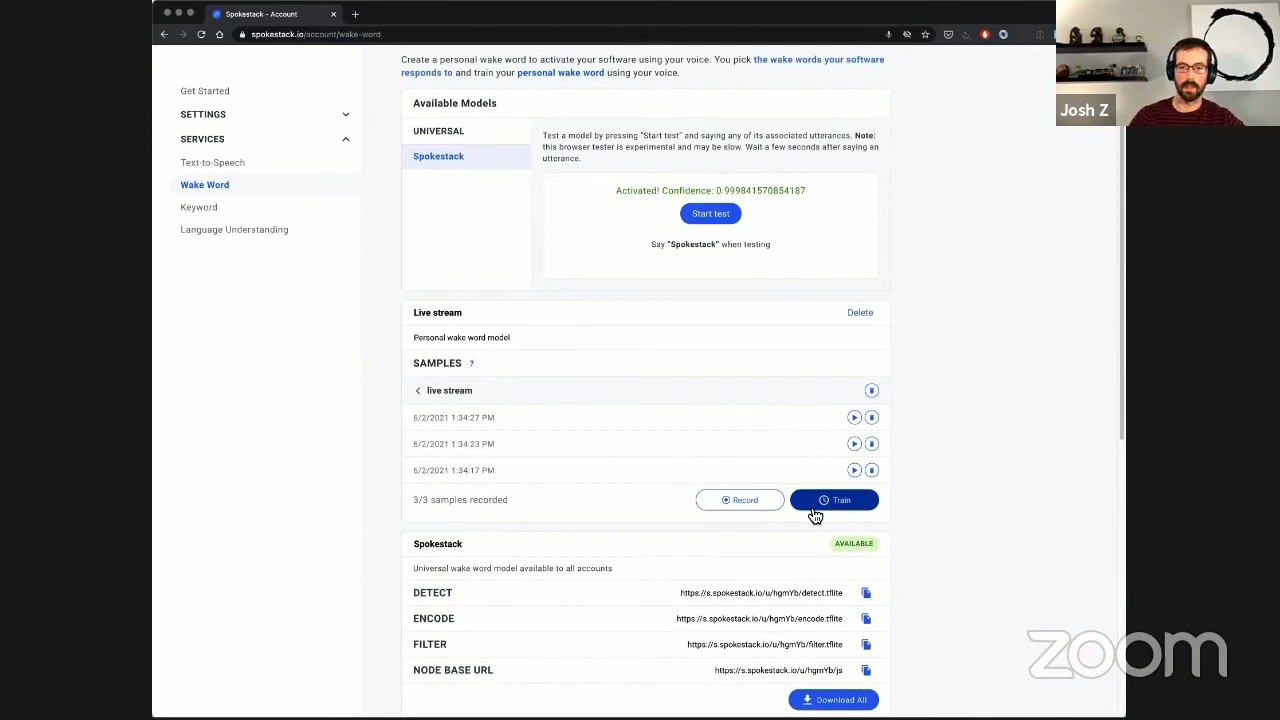 Spokestack - Account
spokestack.io/account/wake-word
Josh Z
Get Started
SETTINGS
SERVICES
Text-to-Speech
Wake Word
Keyword
Language Understanding
Create a personal wake word to activate your software using your voice. You pick the wake words your software
responds to and train your personal wake word using your voice.
Available Models
UNIVERSAL
Spokestack
Test a model by pressing "Start test" and saying any of its associated utterances. Note:
this browser tester is experimental and may be slow. Wait a few seconds after saying an
utterance.
Activated! Confidence: 0.999841570854187
Start test
Say "Spokestack" when testing
Live stream Delete
Personal wake word model
SAMPLES ?
live stream
6/2/2021 1:34:27 PM
6/2/2021 1:34:23 PM
6/2/2021 1:34:17 PM
3/3 samples recorded Record Train
Spokestack AVAILABLE
Universal wake word model available to all accounts
DETECT https://s.spokestack.io/u/hgmYb/detect.tflite
ENCODE https://s.spokestack.io/u/hgmYb/encode.tflite
FILTER https://s.spokestack.io/u/hgmYb/filter.tflite
NODE BASE URL https://s.spokestack.io/u/hgmYb/js
Download All
zoom